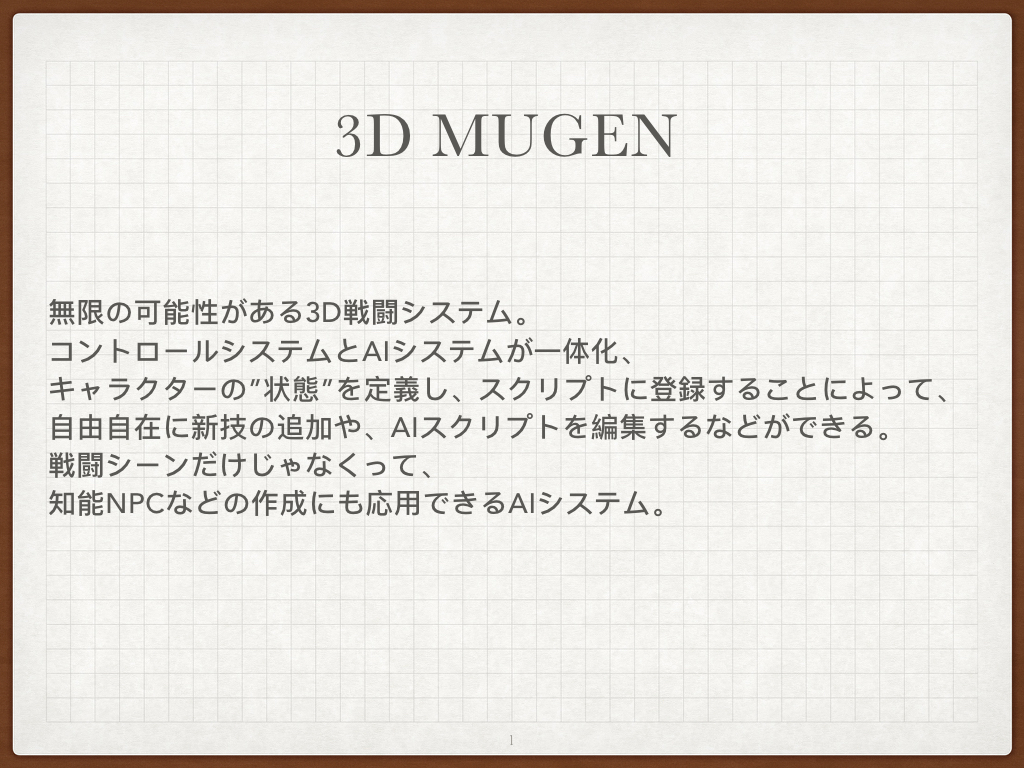 3D MUGEN
無限の可能性がある3D戦闘システム。
コントロールシステムとAIシステムが一体化、
キャラクターの”状態”を定義し、スクリプトに登録することによって、
自由自在に新技の追加や、AIスクリプトを編集するなどができる。
戦闘シーンだけじゃなくって、
知能NPCなどの作成にも応用できるAIシステム。
1